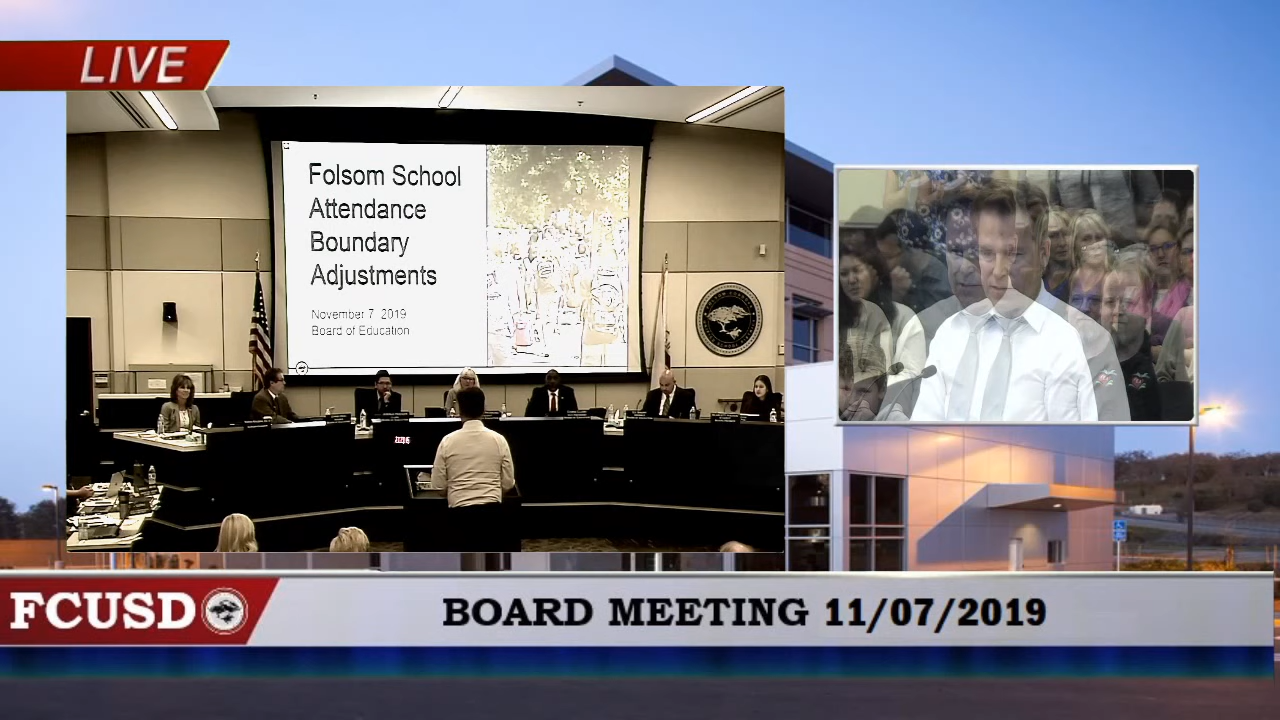 LIVE
Folsom School
Attendance
Boundary
Adjustments
November 7, 2019
Board of Education
FCUSD
BOARD MEETING 11/07/2019